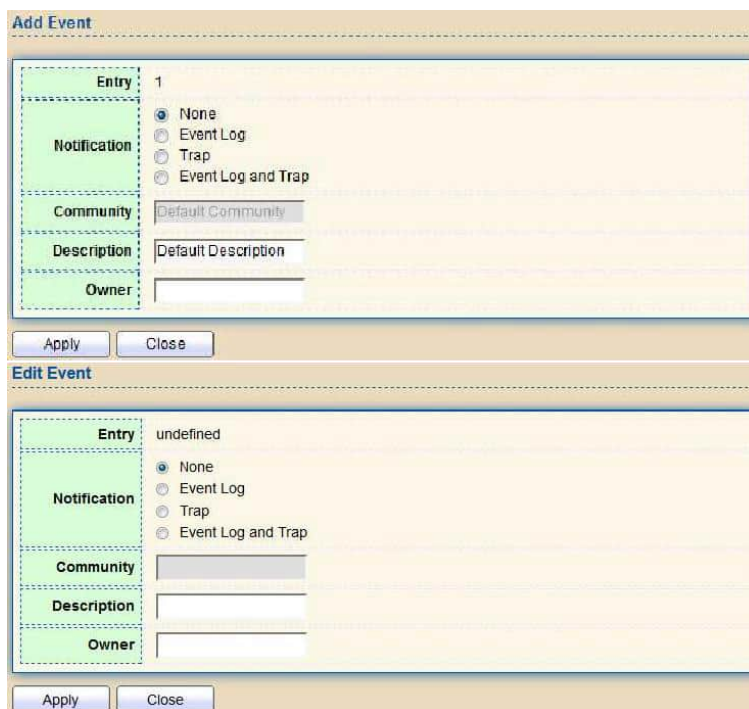 Add Event
Entry 1
Notification None
Event Log
Trap
Event Log and Trap
Community Default Community
Description Default Description
Owner
Apply Close
Edit Event
Entry undefined
Notification None
Event Log
Trap
Event Log and Trap
Community
Description
Owner
Apply Close